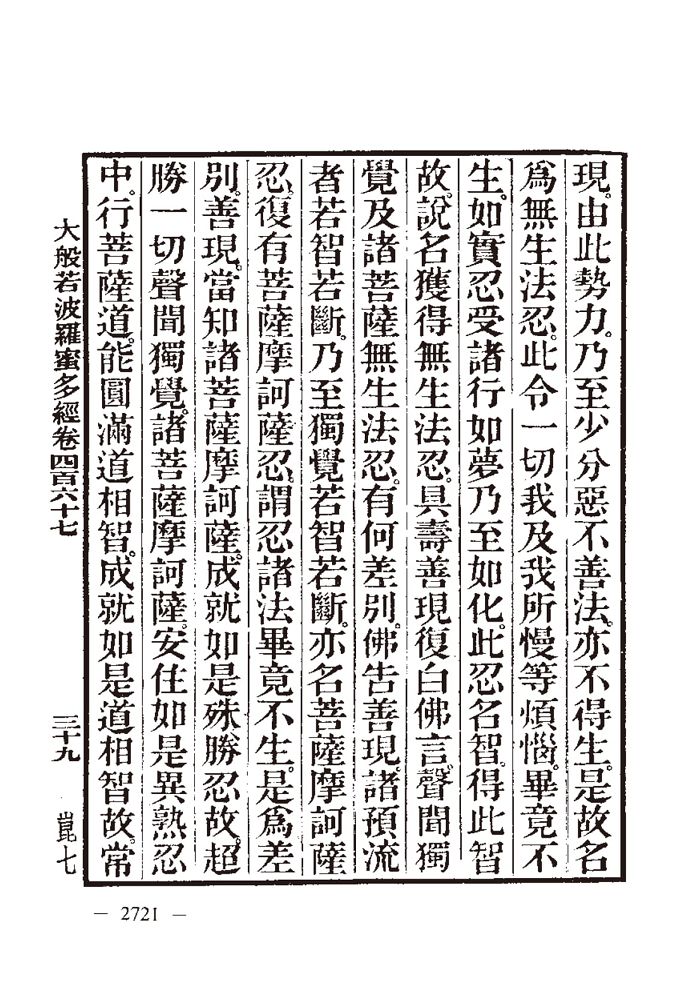 現。由此勢力。乃至少分惡不善法。亦不得生。是故名
爲無生法忍。此令一切我及我所慢等煩惱。畢竟不
生。如實忍受諸行如夢乃至如化。此忍名智。得此智
故。說名獲得無生法忍。具壽善現復白佛言。聲聞獨
覺及諸菩薩無生法忍。有何差別。佛告善現。諸預流
者若智若斷。乃至獨覺若智若斷。亦名菩薩摩訶薩
忍。復有菩薩摩訶薩忍。謂忍諸法畢竟不生。是爲差
別。善現。當知諸菩薩摩訶薩。成就如是殊勝忍故。超
勝一切聲聞獨覺。諸菩薩摩訶薩。安住如是異熟忍
中。行菩薩道。能圓滿道相智。成就如是道相智故。常
大般若波羅蜜多經卷四百六十七
三十九
崑七
— 2721 —